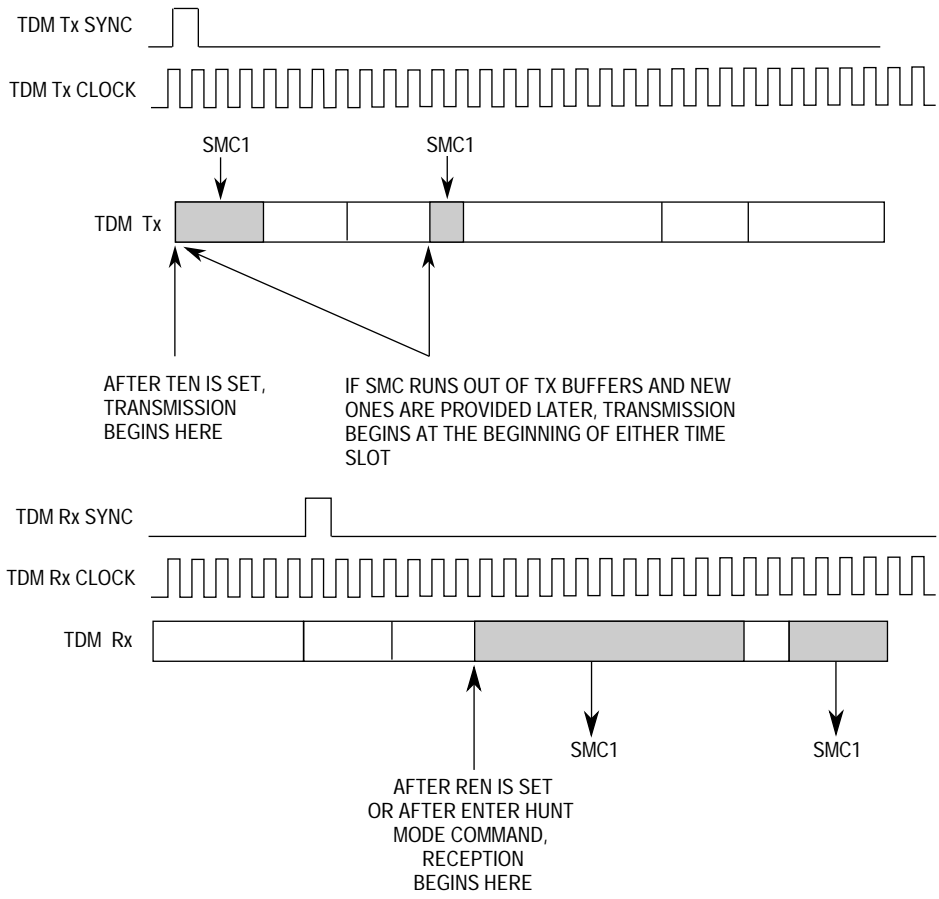 TDM Tx SYNC
TDM Tx CLOCK
SMC1
SMC1
TDM Tx
AFTER TEN IS SET,
TRANSMISSION
BEGINS HERE
IF SMC RUNS OUT OF TX BUFFERS AND NEW
ONES ARE PROVIDED LATER, TRANSMISSION
BEGINS AT THE BEGINNING OF EITHER TIME
SLOT
TDM Rx SYNC
TDM Rx CLOCK
TDM Rx
SMC1
SMC1
AFTER REN IS SET
OR AFTER ENTER HUNT
MODE COMMAND,
RECEPTION
BEGINS HERE